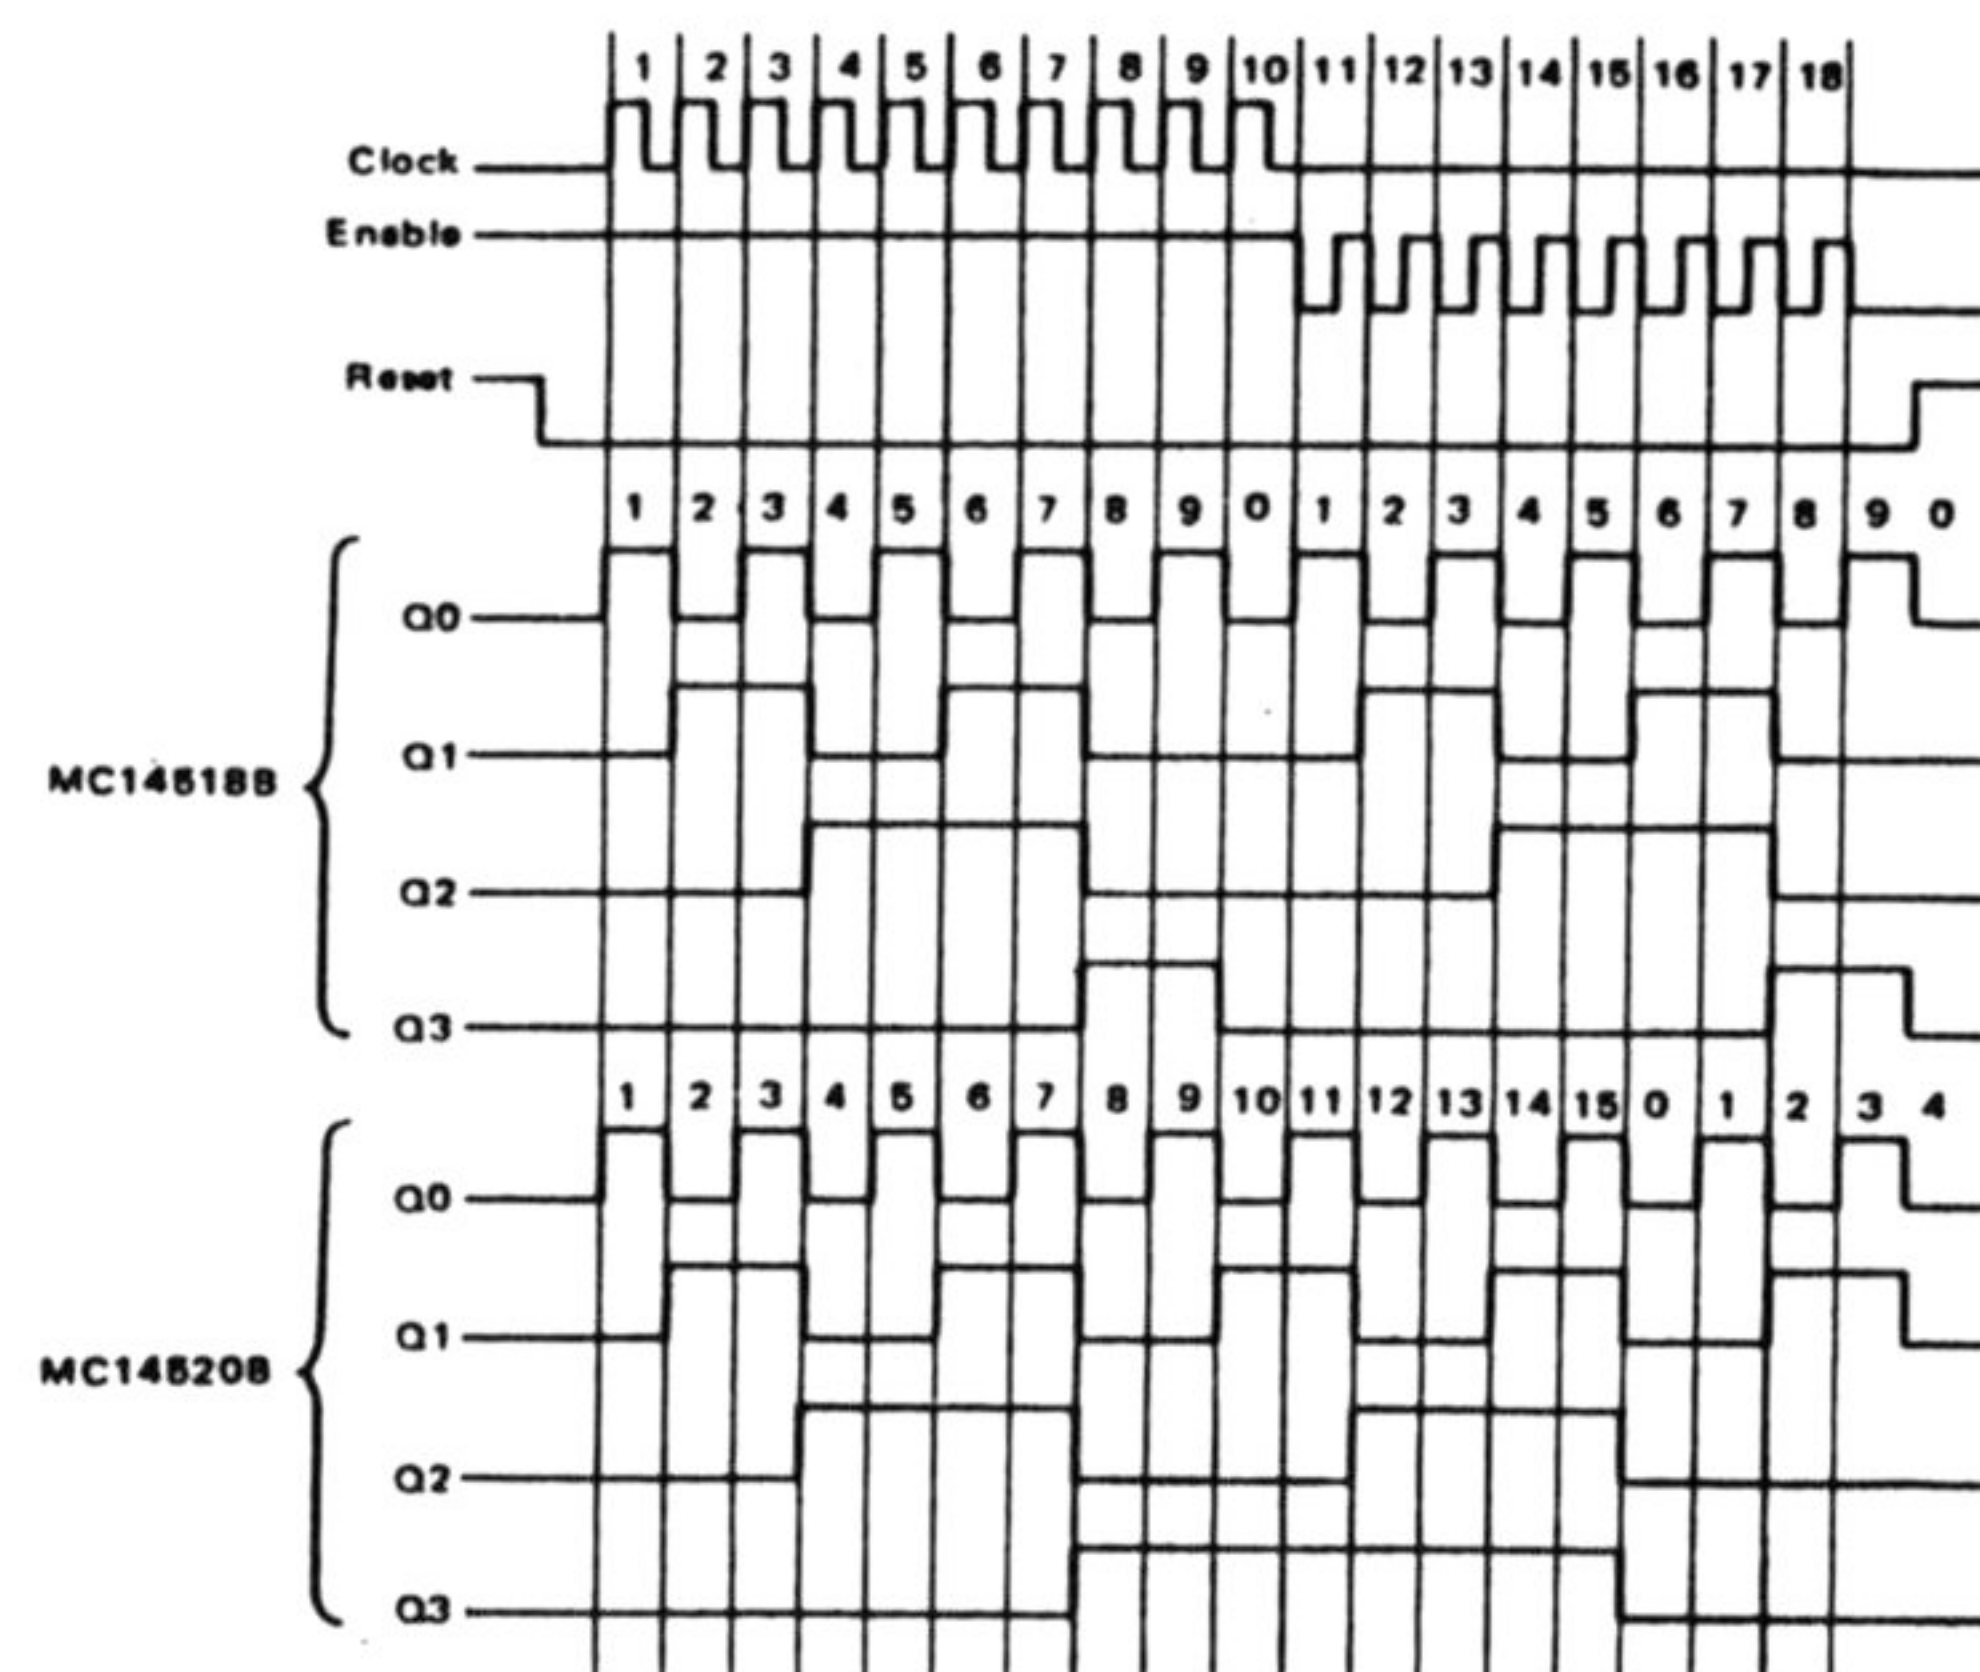 1 2 3 4 5 6 7 8 9 10 11 12 13 14 15 16 17 18
Clock
Enable
Reset
1 2 3 4 5 6 7 8 9 0 1 2 3 4 5 6 7 8 9 0
Q0
Q1
MC14518B
Q2
Q3
1 2 3 4 5 6 7 8 9 10 11 12 13 14 15 0 1 2 3 4
Q0
Q1
MC14520B
Q2
Q3